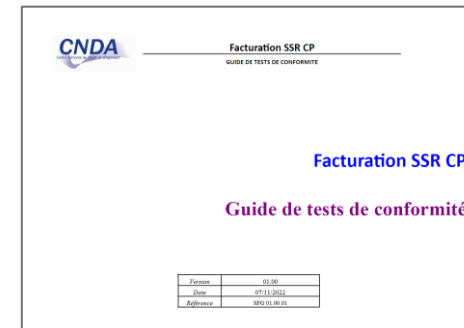 CNDA
Facturation SSR CP
GUIDE DE TESTS DE CONFORMITE
Facturation SSR CP
Guide de tests de conformité
Version 01.00
Date 07/11/2022
Référence SFG 01.00.01